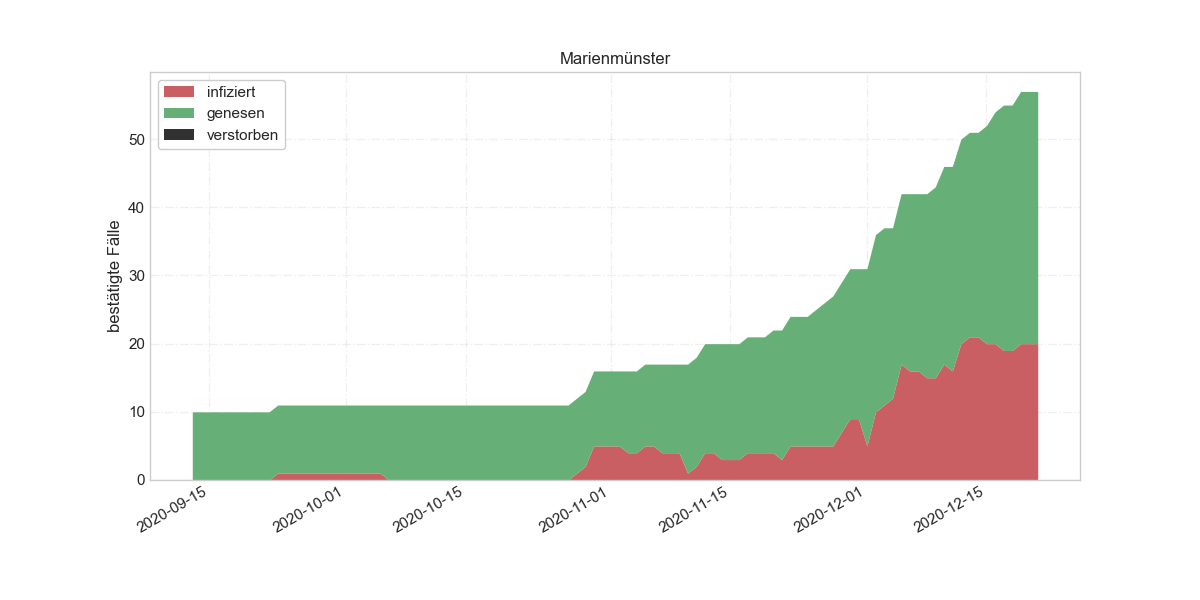 Marienmünster
infiziert
genesen
verstorben
bestätigte Fälle
50
40
30
20
10
0
2020-09-15
2020-10-01
2020-10-15
2020-11-01
2020-11-15
2020-12-01
2020-12-15